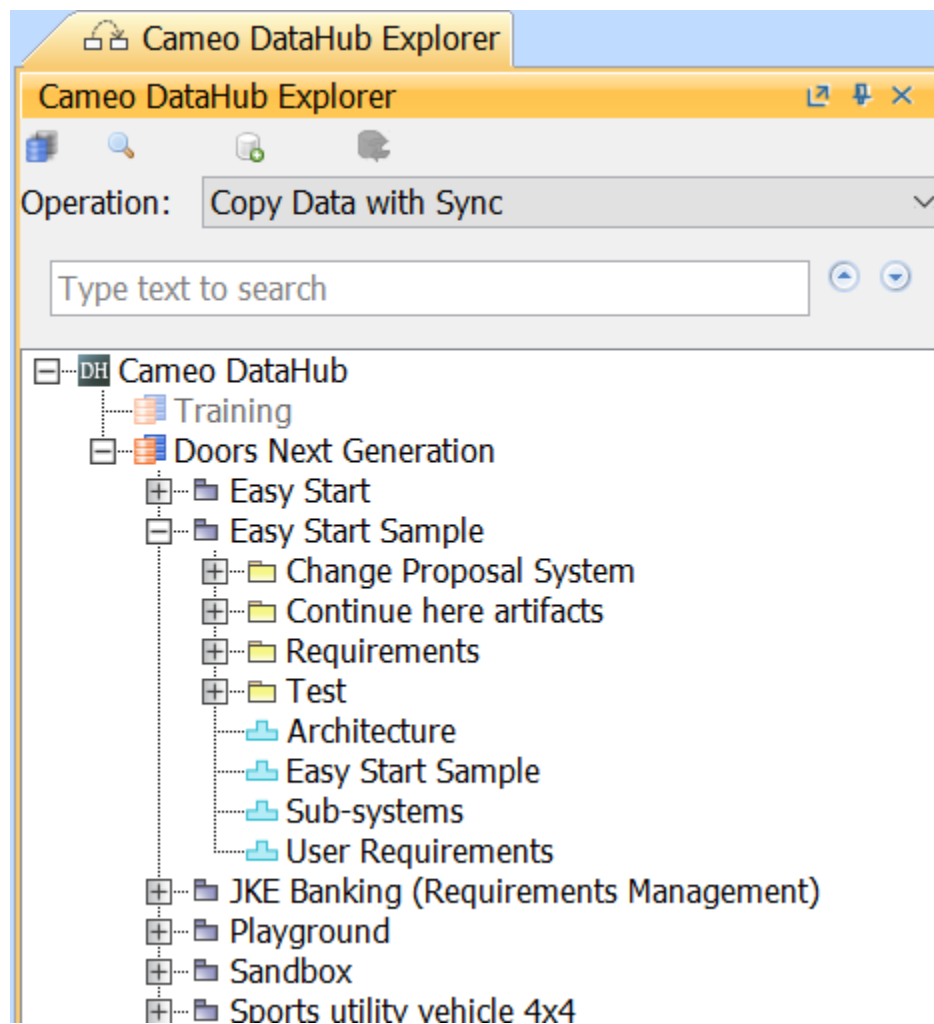 Cameo DataHub Explorer
Cameo DataHub Explorer
Operation: Copy Data with Sync
Type text to search
DH Cameo DataHub
Training
Doors Next Generation
Easy Start
Easy Start Sample
Change Proposal System
Continue here artifacts
Requirements
Test
Architecture
Easy Start Sample
Sub-systems
User Requirements
JKE Banking (Requirements Management)
Playground
Sandbox
Sports utility vehicle 4x4